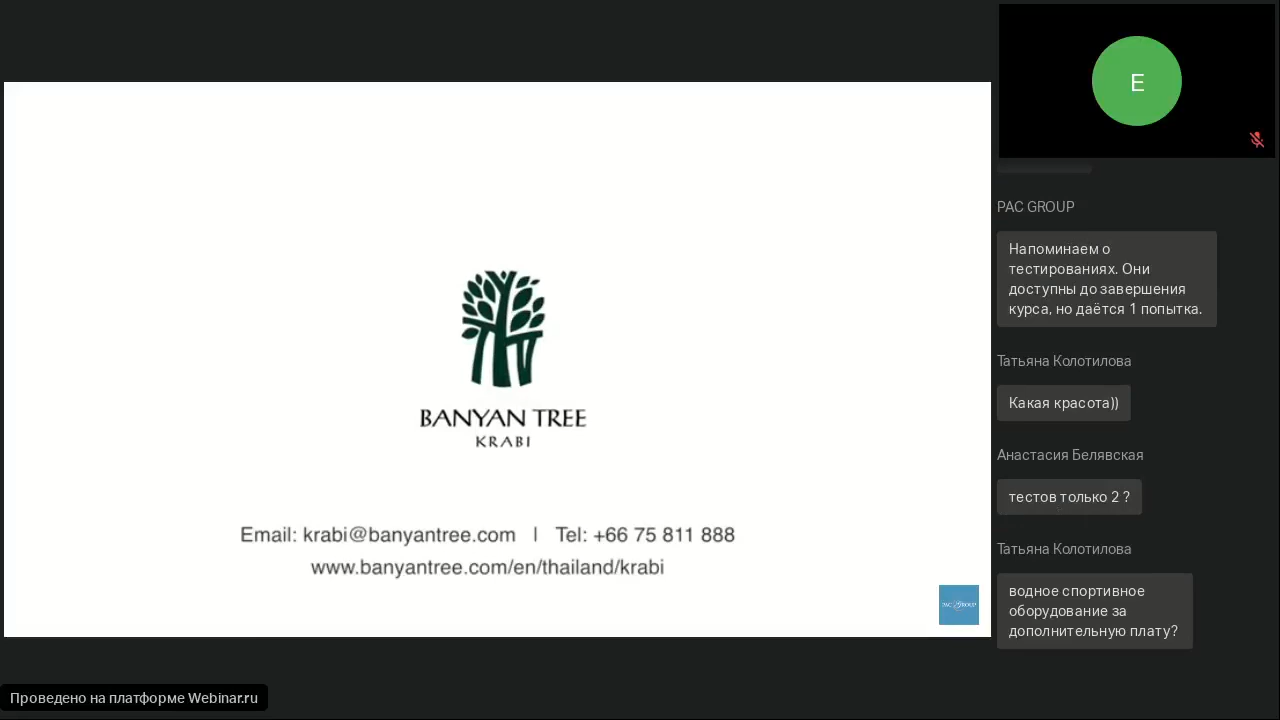 BANYAN TREE
KRABI
Email: krabi@banyantree.com | Tel: +66 75 811 888
www.banyantree.com/en/thailand/krabi
PAC GROUP
E
PAC GROUP
Напоминаем о
тестированиях. Они
доступны до завершения
курса, но даётся 1 попытка.
Татьяна Колотилова
Какая красота))
Анастасия Белявская
тестов только 2 ?
Татьяна Колотилова
водное спортивное
оборудование за
дополнительную плату?
Проведено на платформе Webinar.ru